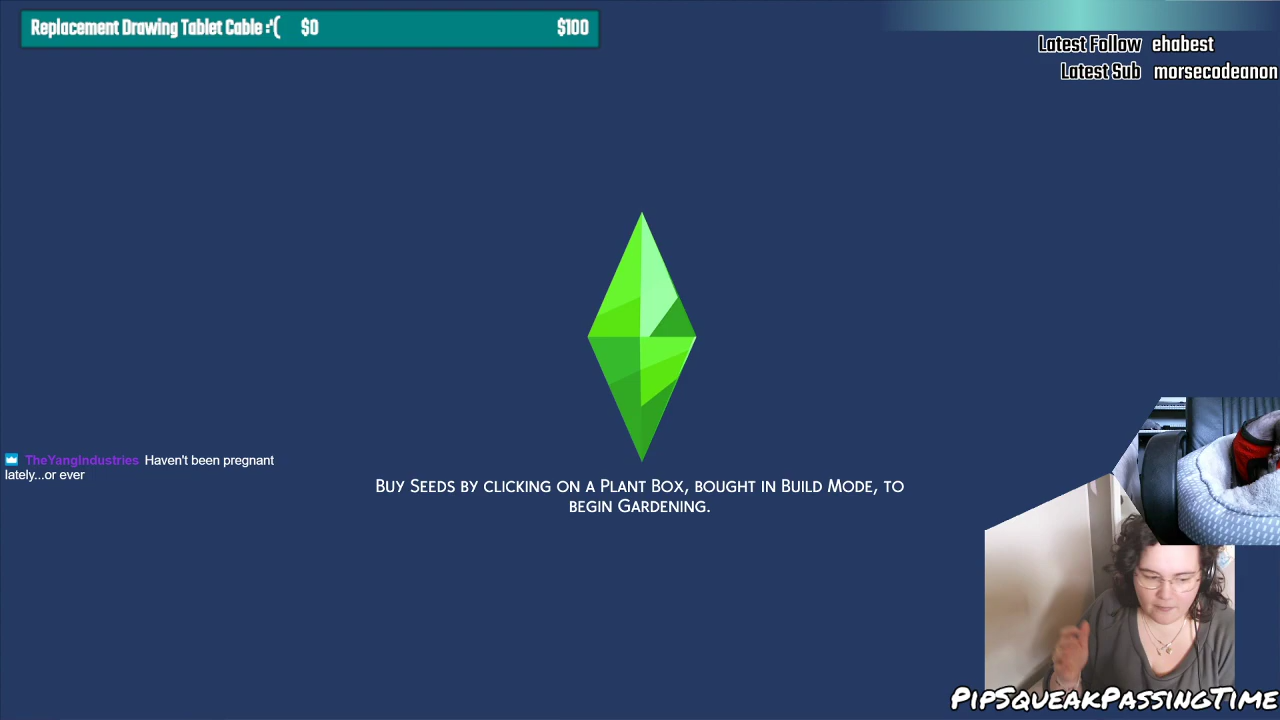 Replacement Drawing Tablet Cable :'( $0 $100
Latest Follow ehabest
Latest Sub morsecodeanon
TheYangIndustries Haven't been pregnant
lately...or ever
Buy Seeds by clicking on a Plant Box, bought in Build Mode, to
begin Gardening.
PipSqueakPassingTime